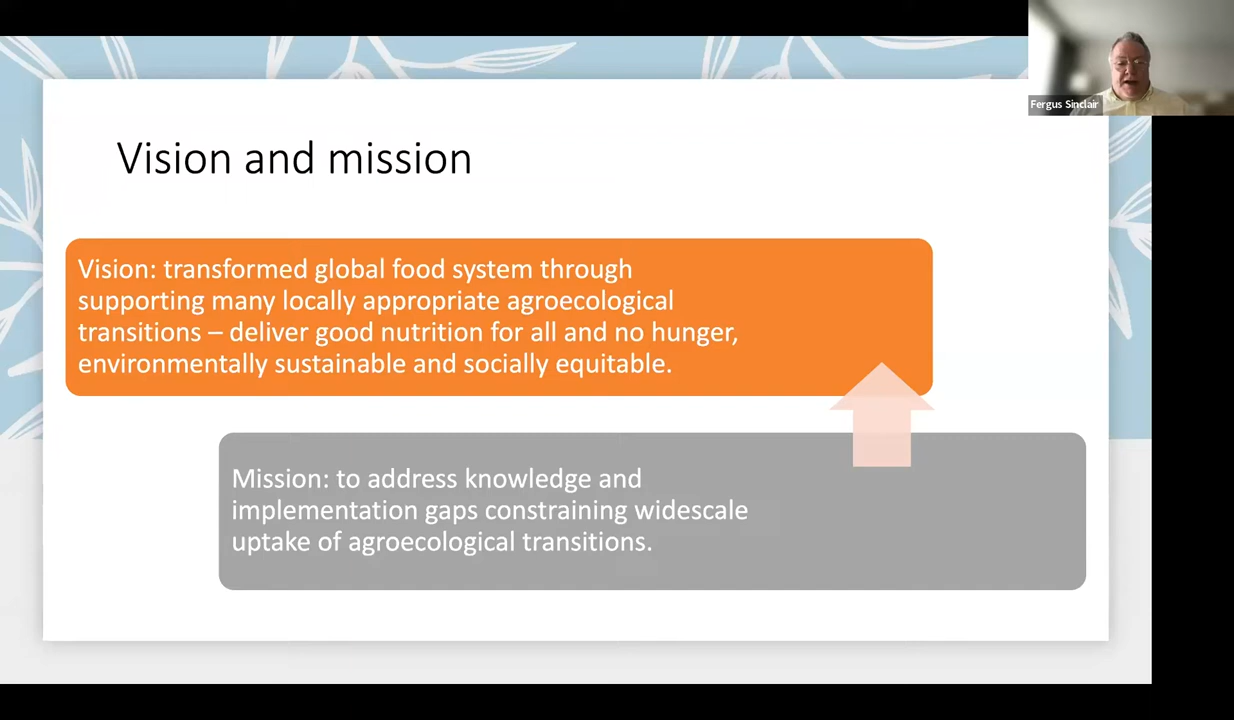 Fergus Sinclair
Vision and mission
Vision: transformed global food system through
supporting many locally appropriate agroecological
transitions – deliver good nutrition for all and no hunger,
environmentally sustainable and socially equitable.
Mission: to address knowledge and
implementation gaps constraining widescale
uptake of agroecological transitions.